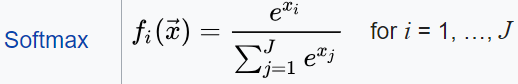 Softmax f_i(\vec{x}) = \frac{e^{x_i}}{\sum_{j=1}^{J} e^{x_j}} for i = 1, …, J